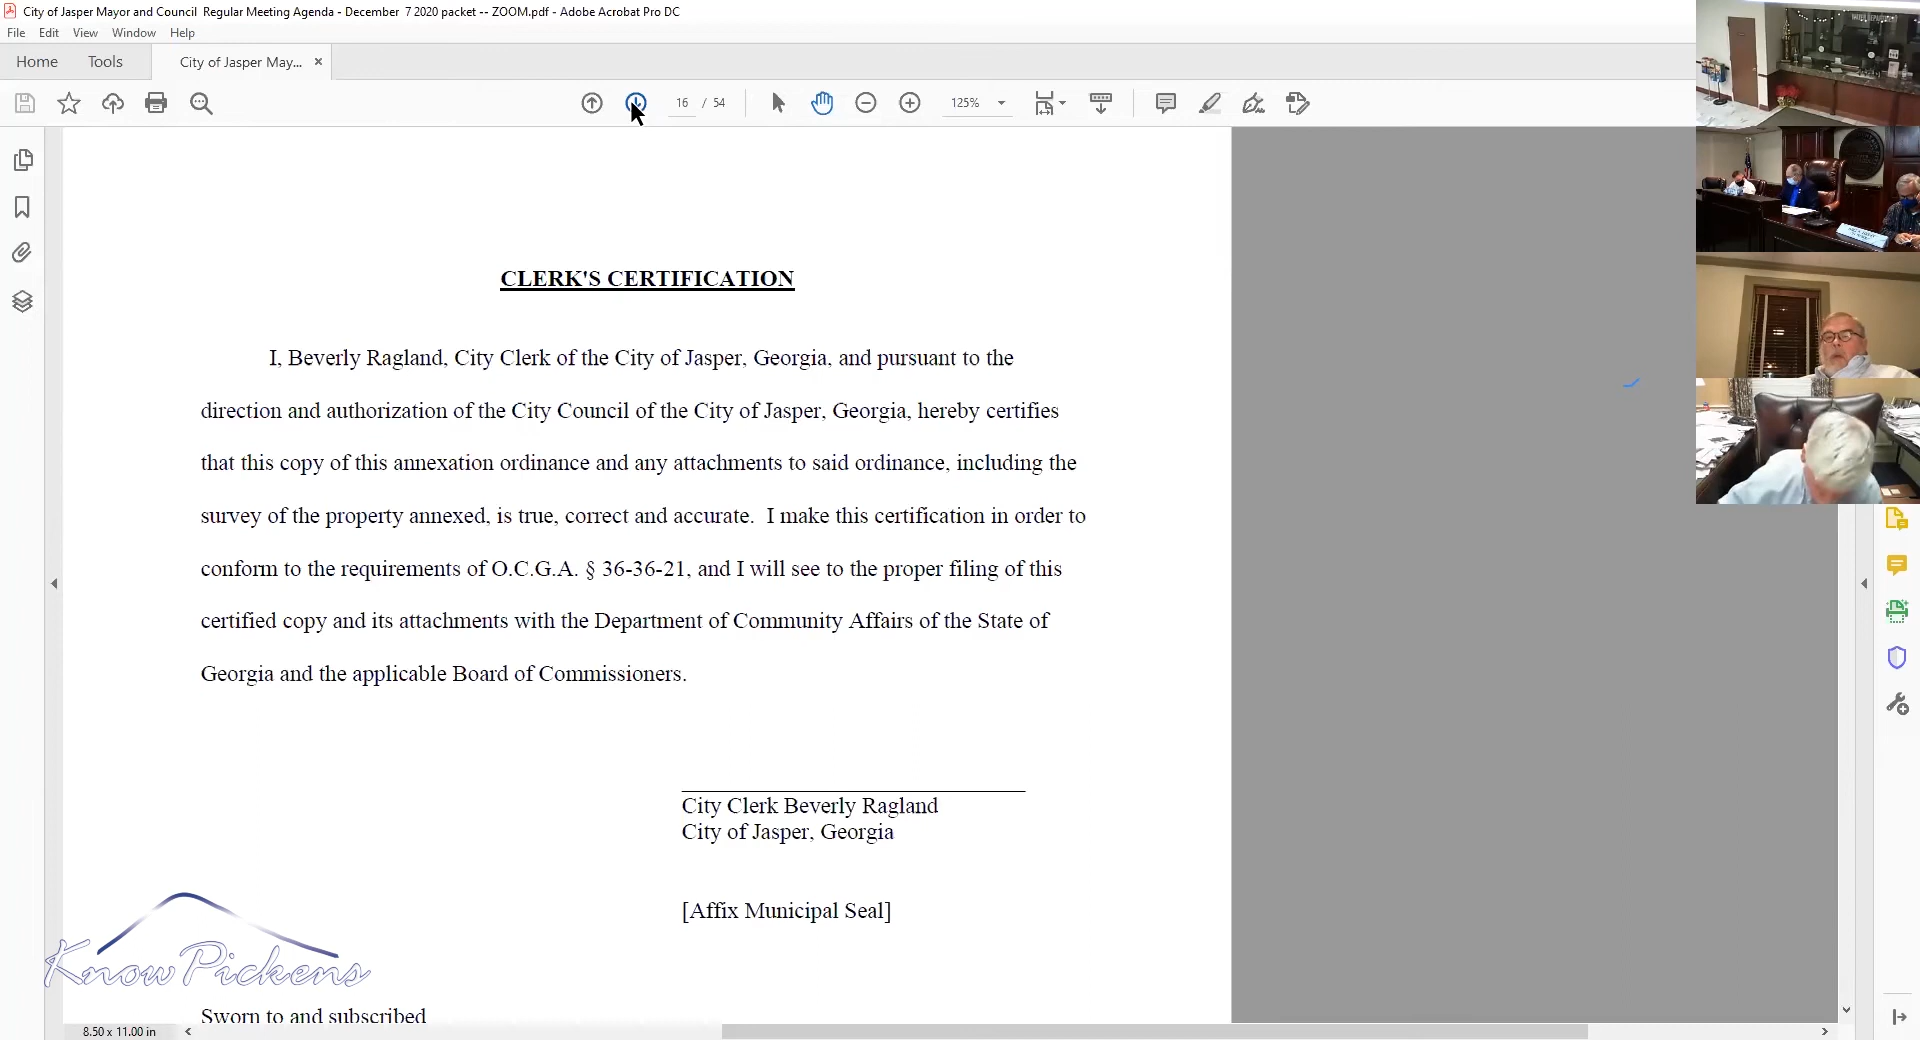 City of Jasper Mayor and Council  Regular Meeting Agenda - December  7 2020 packet -- ZOOM.pdf - Adobe Acrobat Pro DC
File Edit View Window Help
Home Tools City of Jasper May... ×
16 / 54 125%
CLERK'S CERTIFICATION
I, Beverly Ragland, City Clerk of the City of Jasper, Georgia, and pursuant to the
direction and authorization of the City Council of the City of Jasper, Georgia, hereby certifies
that this copy of this annexation ordinance and any attachments to said ordinance, including the
survey of the property annexed, is true, correct and accurate.  I make this certification in order to
conform to the requirements of O.C.G.A. § 36-36-21, and I will see to the proper filing of this
certified copy and its attachments with the Department of Community Affairs of the State of
Georgia and the applicable Board of Commissioners.
City Clerk Beverly Ragland
City of Jasper, Georgia
[Affix Municipal Seal]
KnowPickens
Sworn to and subscribed
8.50 x 11.00 in